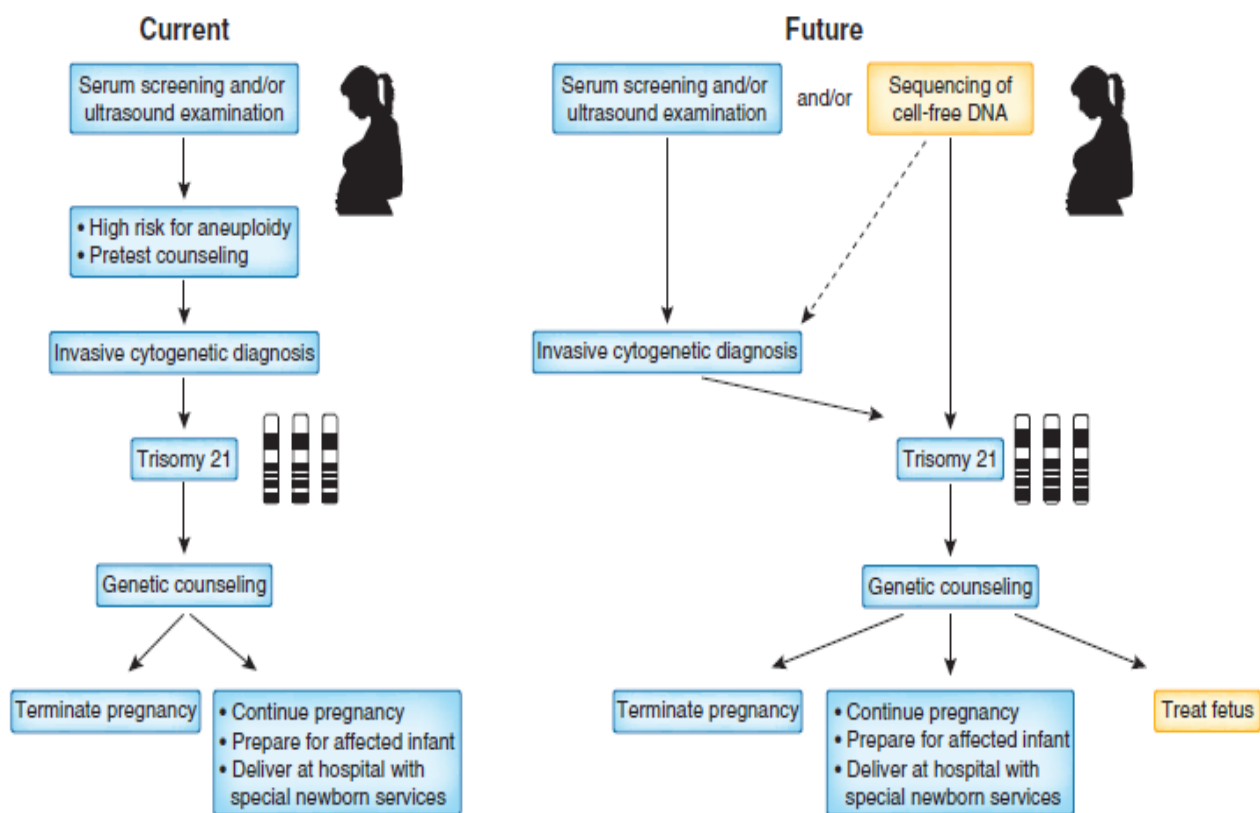 Current
Serum screening and/or
ultrasound examination
• High risk for aneuploidy
• Pretest counseling
Invasive cytogenetic diagnosis
Trisomy 21
Genetic counseling
Terminate pregnancy
• Continue pregnancy
• Prepare for affected infant
• Deliver at hospital with
special newborn services
Future
Serum screening and/or
ultrasound examination
and/or
Sequencing of
cell-free DNA
Invasive cytogenetic diagnosis
Trisomy 21
Genetic counseling
Terminate pregnancy
• Continue pregnancy
• Prepare for affected infant
• Deliver at hospital with
special newborn services
Treat fetus